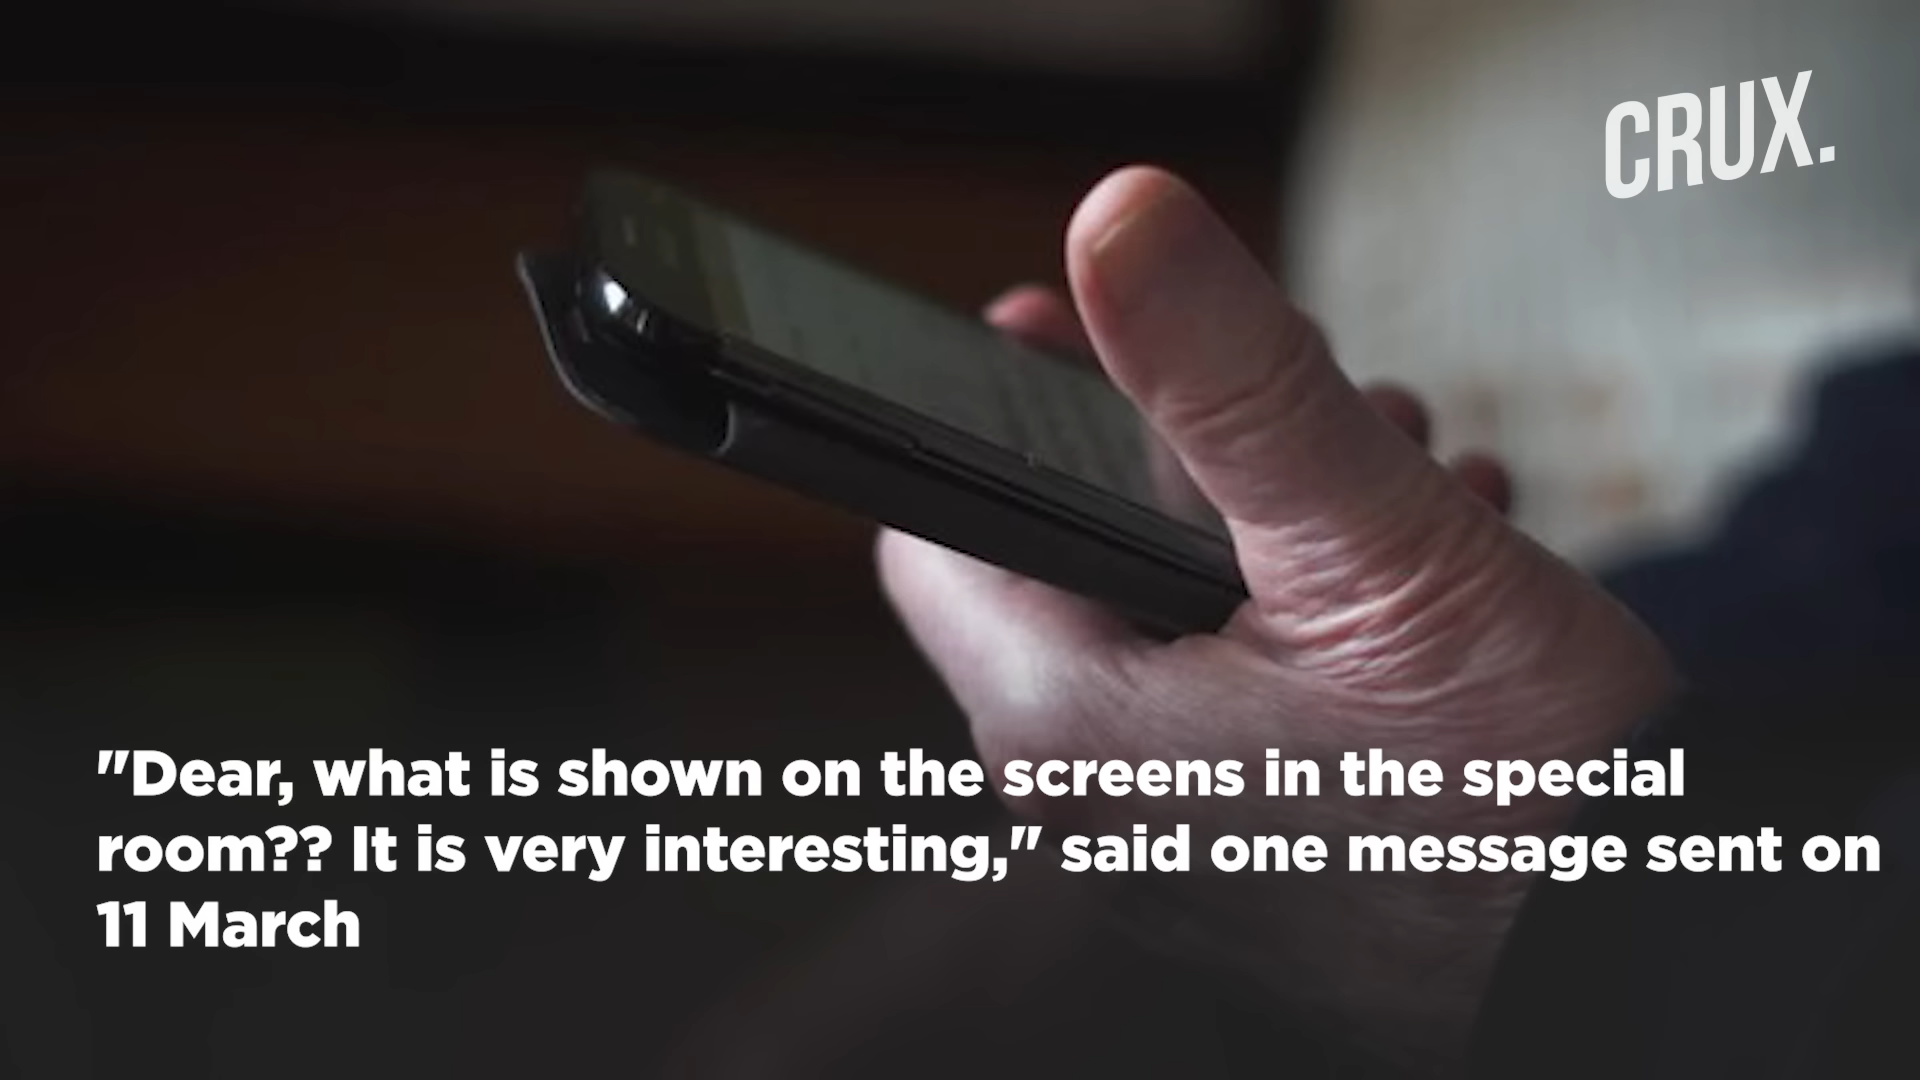 CRUX.
"Dear, what is shown on the screens in the special
room?? It is very interesting," said one message sent on
11 March